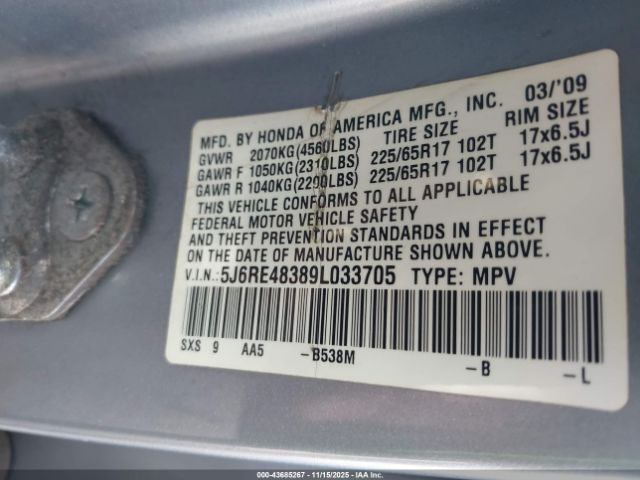 MFD. BY HONDA OF AMERICA MFG., INC. 03/'09
GVWR 2070KG(4560LBS) TIRE SIZE RIM SIZE
GAWR F 1050KG(2310LBS) 225/65R17 102T 17x6.5J
GAWR R 1040KG(2290LBS) 225/65R17 102T 17x6.5J
THIS VEHICLE CONFORMS TO ALL APPLICABLE
FEDERAL MOTOR VEHICLE SAFETY
AND THEFT PREVENTION STANDARDS IN EFFECT
ON THE DATE OF MANUFACTURE SHOWN ABOVE.
V.I.N.:5J6RE48389L033705 TYPE: MPV
SXS 9 AA5 -B538M -B -L
000-43685267 - 11/15/2025 - IAA, Inc.